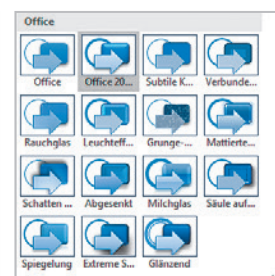 Office
Office Office 20... Subtile K... Verbunde...
Rauchglas Leuchteff... Grunge-... Mattierte...
Schatten ... Abgesenkt Milchglas Säule auf...
Spiegelung Extreme S... Glänzend